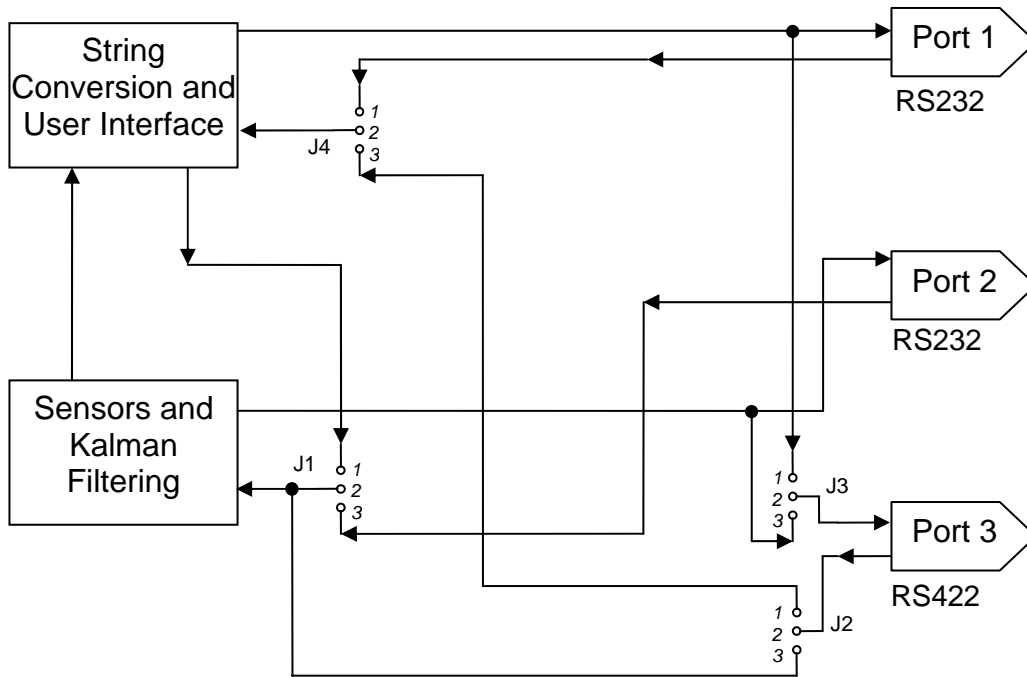 String
Conversion and
User Interface
Port 1
RS232
1
2
3
J4
Port 2
RS232
Sensors and
Kalman
Filtering
J1
1
2
3
1
2
3
J3
Port 3
RS422
1
2
3
J2